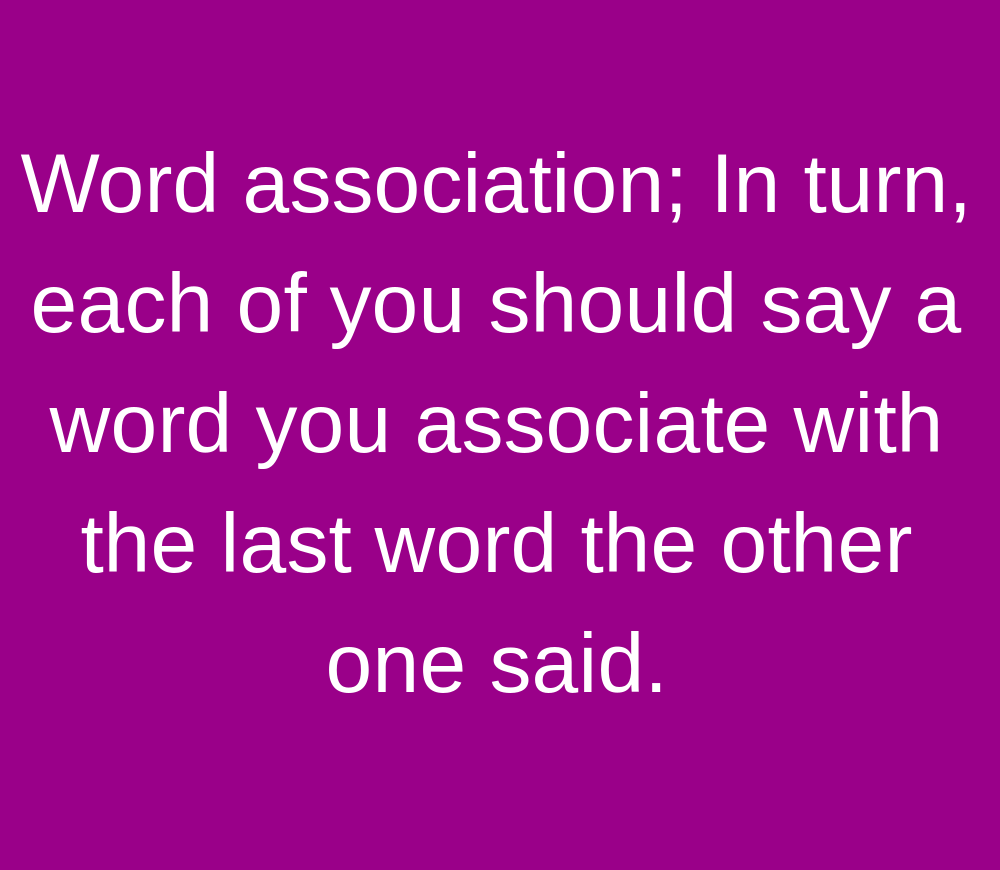 Word association; In turn,
each of you should say a
word you associate with
the last word the other
one said.